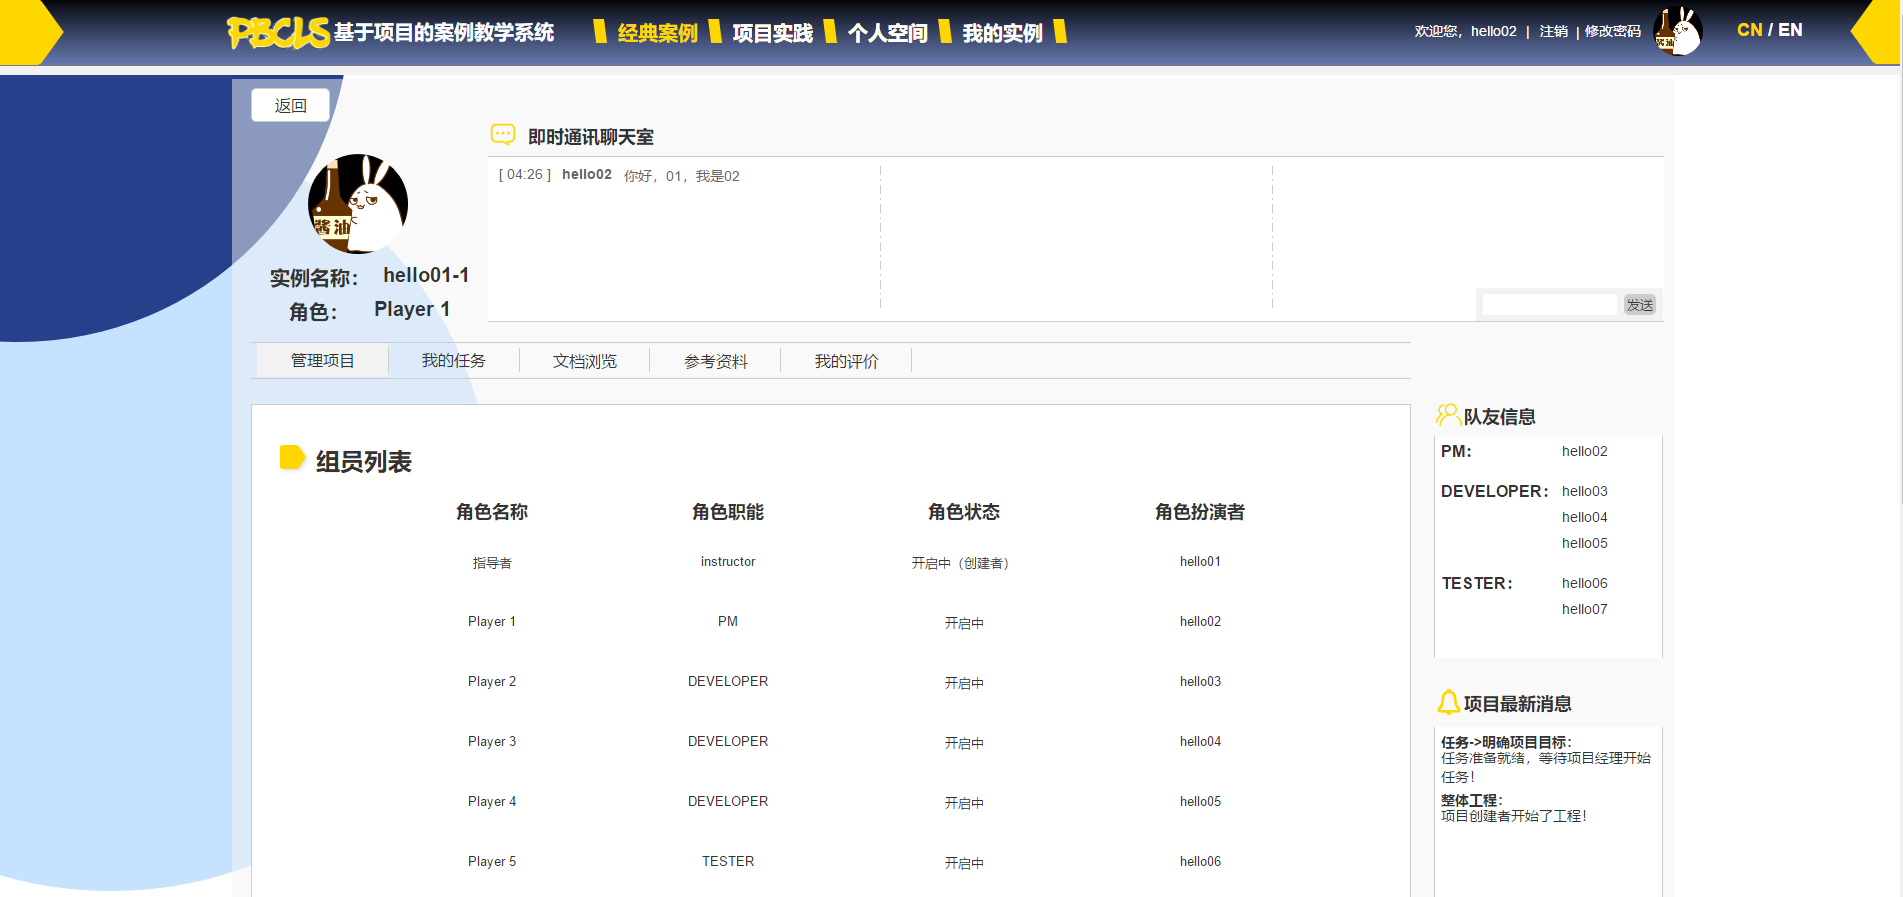 PBCLS 基于项目的案例教学系统 经典案例 项目实践 个人空间 我的实例 欢迎您，hello02 | 注销 | 修改密码 CN / EN
返回
即时通讯聊天室
[ 04:26 ] hello02 你好，01，我是02
酱油
实例名称： hello01-1
角色： Player 1
发送
管理项目 我的任务 文档浏览 参考资料 我的评价
组员列表
角色名称 角色职能 角色状态 角色扮演者
指导者 instructor 开启中（创建者） hello01
Player 1 PM 开启中 hello02
Player 2 DEVELOPER 开启中 hello03
Player 3 DEVELOPER 开启中 hello04
Player 4 DEVELOPER 开启中 hello05
Player 5 TESTER 开启中 hello06
队友信息
PM： hello02
DEVELOPER： hello03
hello04
hello05
TESTER： hello06
hello07
项目最新消息
任务->明确项目目标：
任务准备就绪，等待项目经理开始
任务！
整体工程：
项目创建者开始了工程！